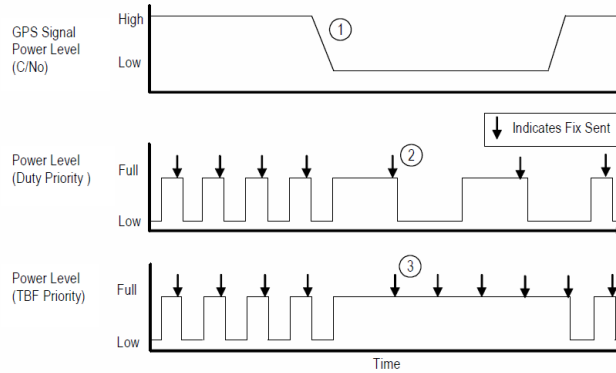 GPS Signal
Power Level
(C/No)
High
Low
1
Indicates Fix Sent
Power Level
(Duty Priority )
Full
Low
2
Power Level
(TBF Priority)
Full
Low
3
Time